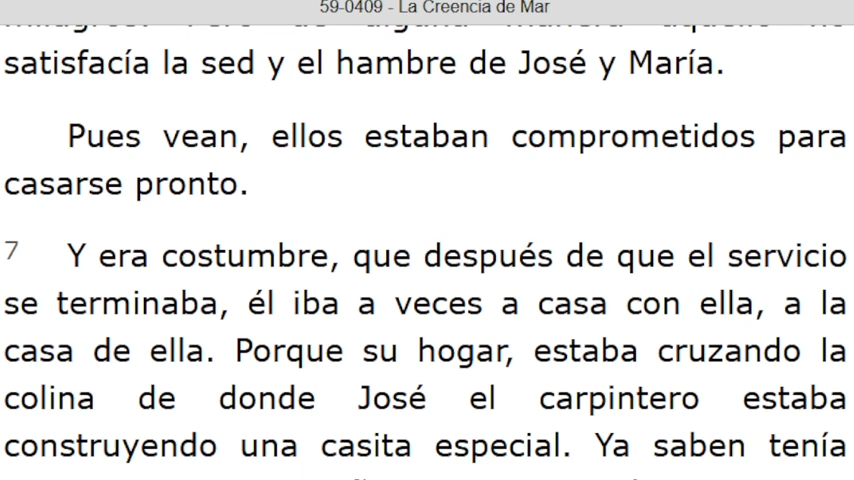 59-0409 - La Creencia de Mar
satisfacía la sed y el hambre de José y María.
Pues vean, ellos estaban comprometidos para
casarse pronto.
7 Y era costumbre, que después de que el servicio
se terminaba, él iba a veces a casa con ella, a la
casa de ella. Porque su hogar, estaba cruzando la
colina de donde José el carpintero estaba
construyendo una casita especial. Ya saben tenía